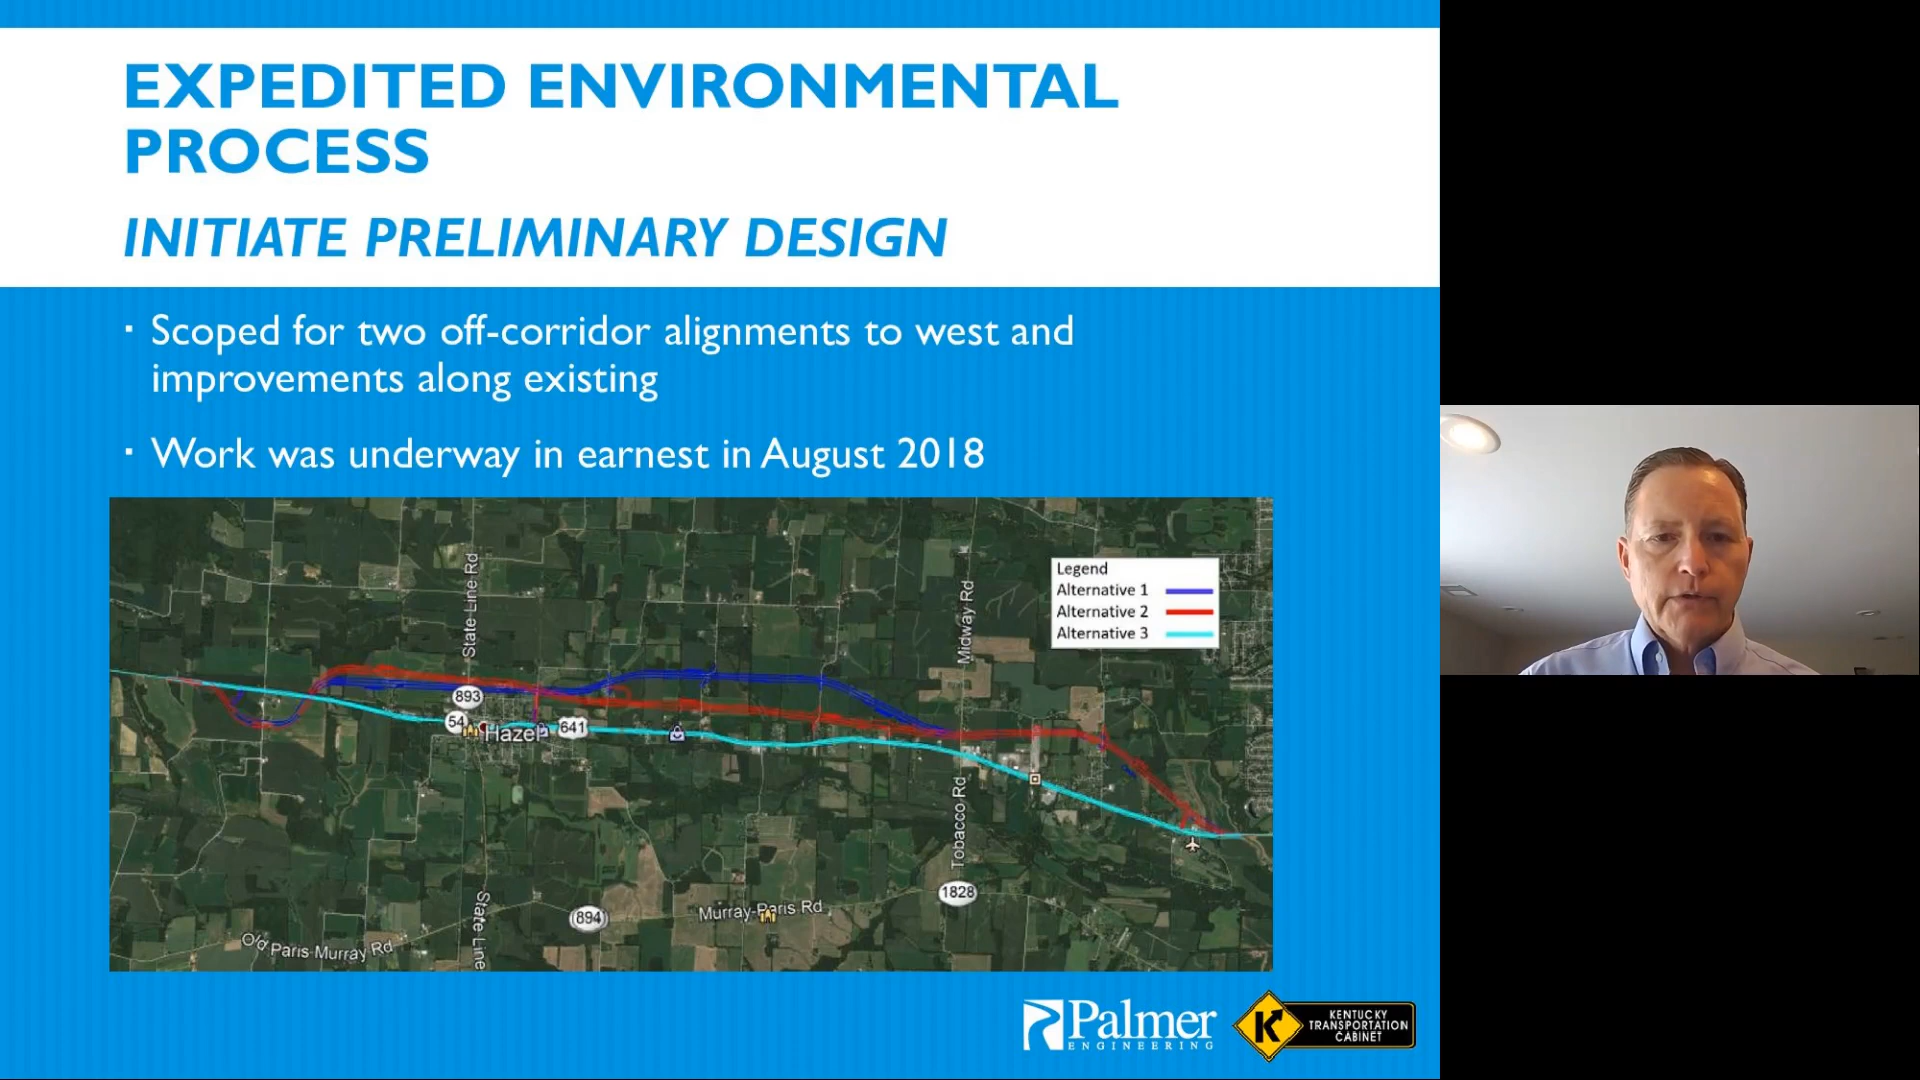 EXPEDITED ENVIRONMENTAL
PROCESS
INITIATE PRELIMINARY DESIGN
▪ Scoped for two off-corridor alignments to west and
improvements along existing
▪ Work was underway in earnest in August 2018
State Line Rd
Midway Rd
Legend
Alternative 1
Alternative 2
Alternative 3
893
54
Hazel
641
Tobacco Rd
1828
State Line
894
Murray-Paris Rd
Old Paris Murray Rd
Palmer
ENGINEERING
K
KENTUCKY
TRANSPORTATION
CABINET